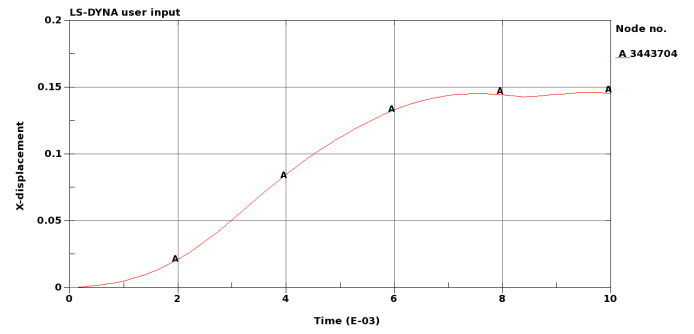 LS-DYNA user input
Node no.
A 3443704
X-displacement
0.2
0.15
0.1
0.05
0
A
A
A
A
A
0
2
4
6
8
10
Time (E-03)